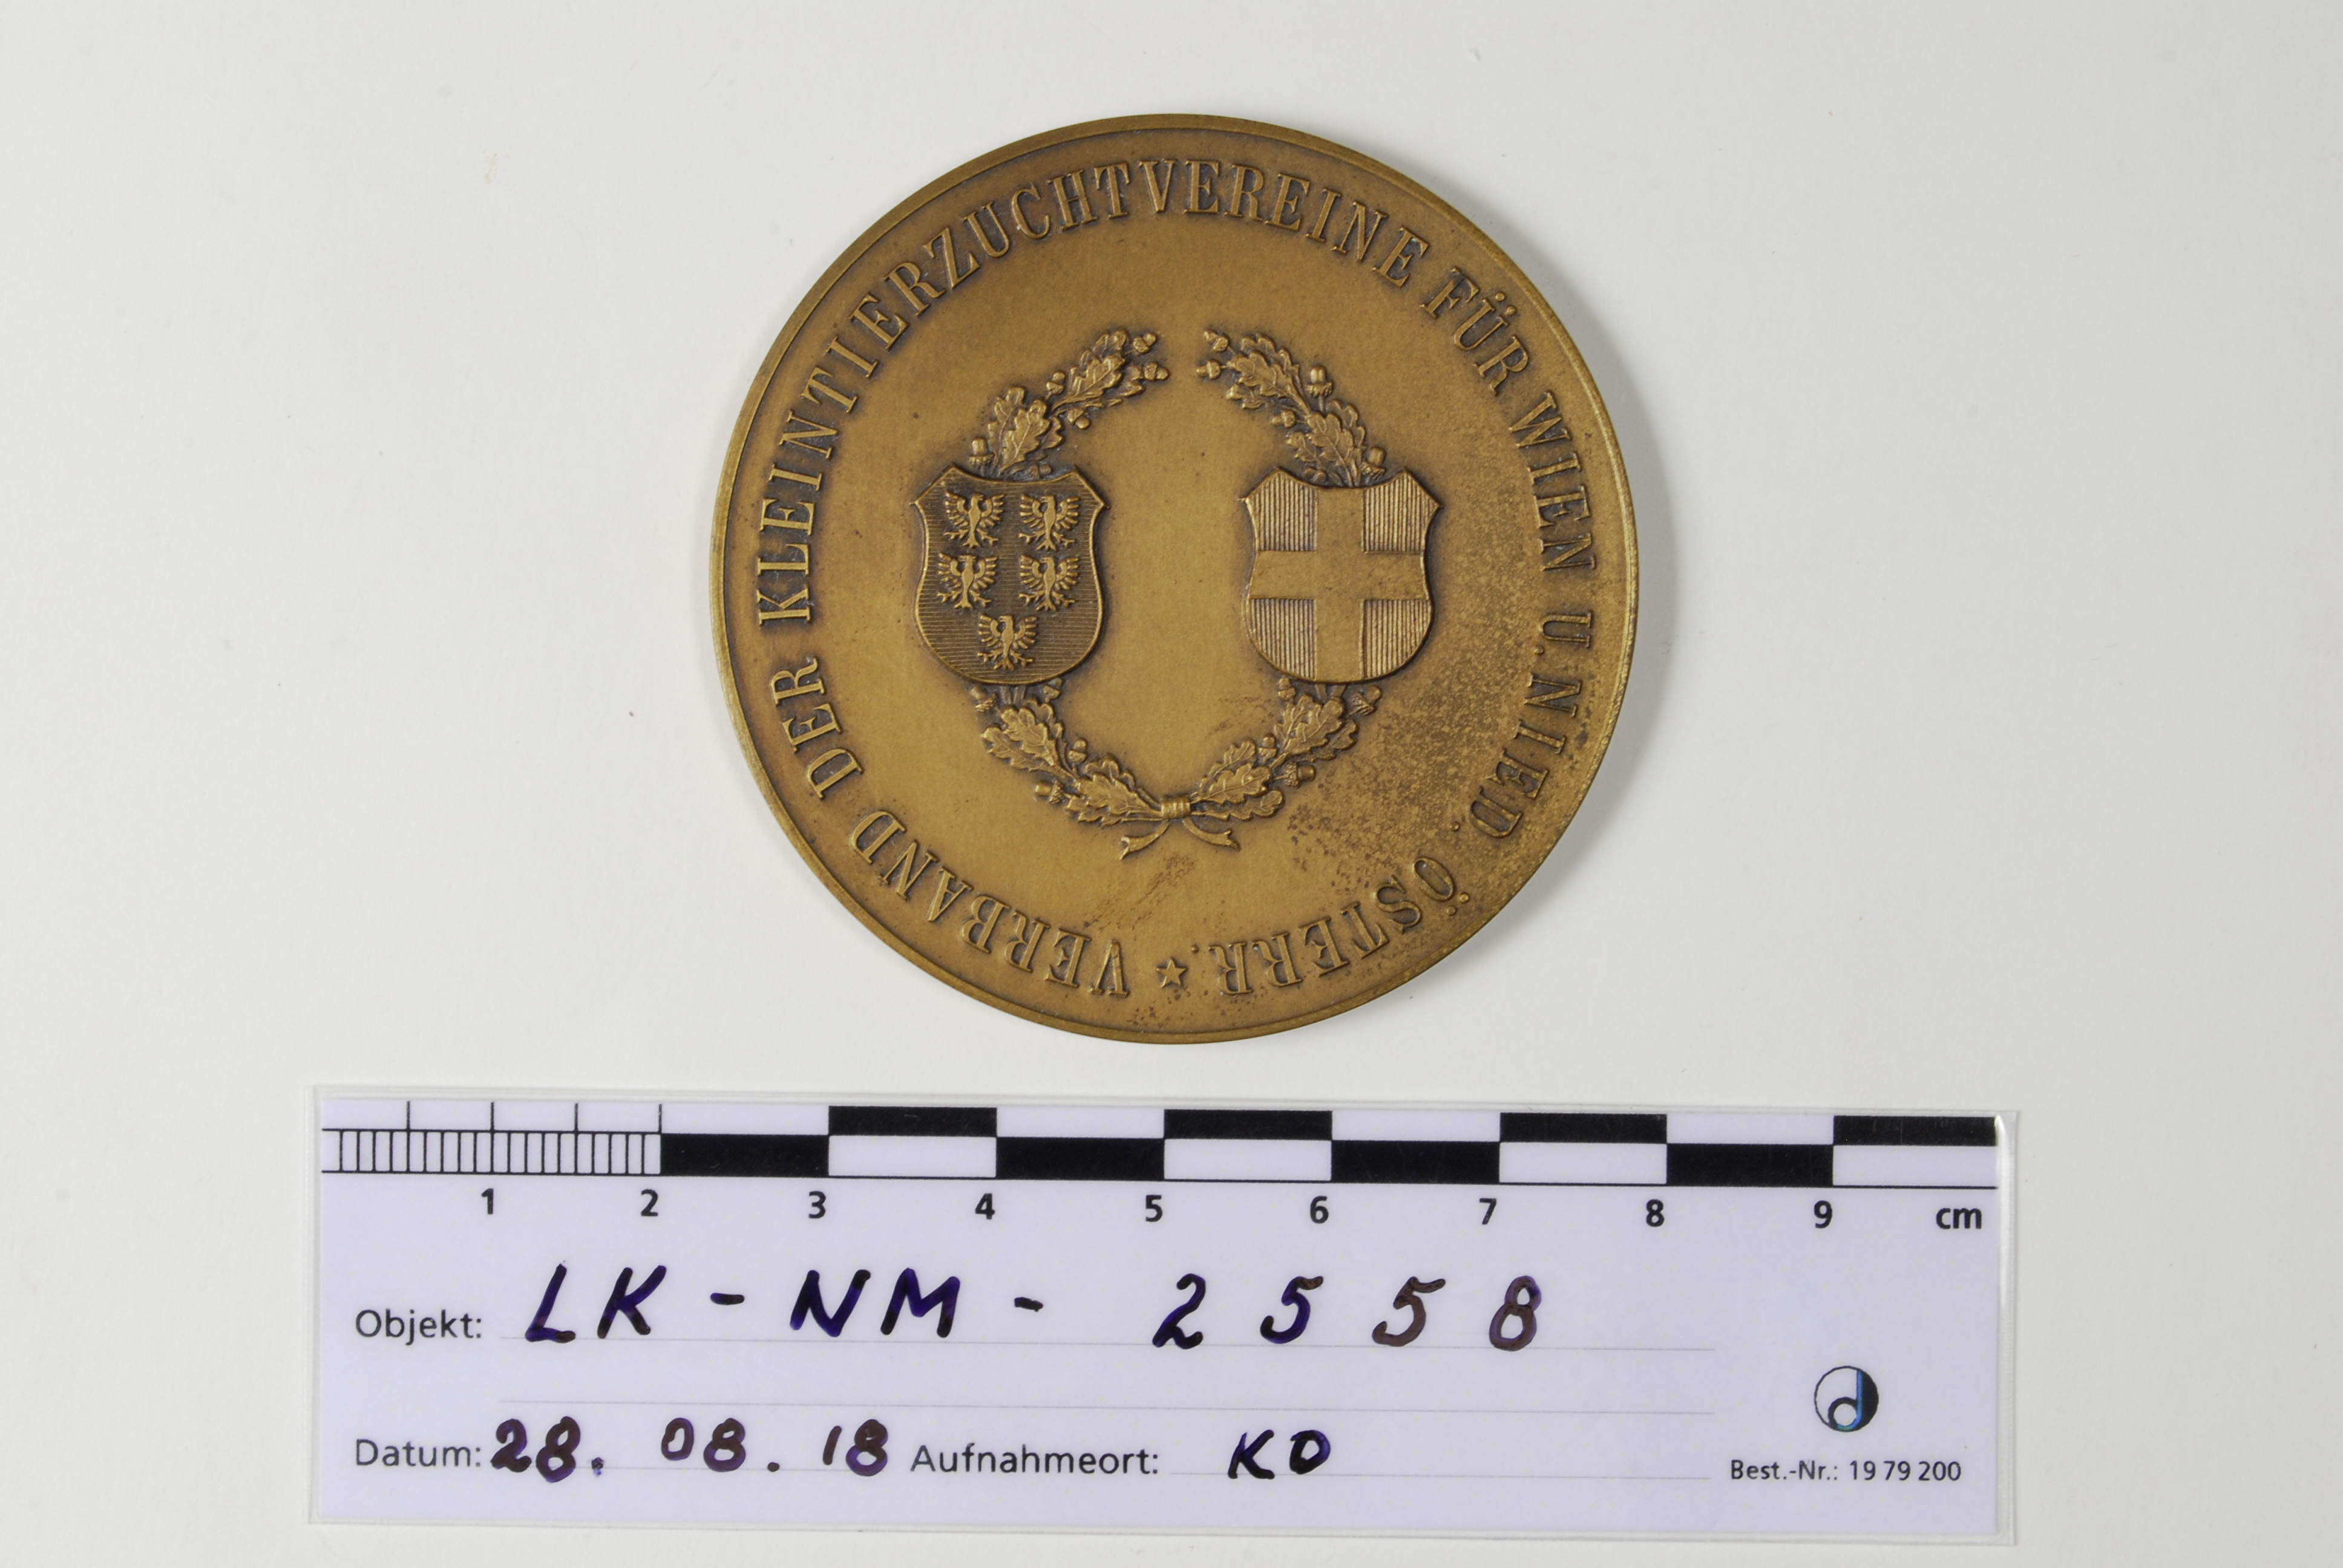 VERBAND DER KLEINTIERZUCHTVEREINE FÜR WIEN U. NIED. ÖSTERR.
1 2 3 4 5 6 7 8 9 cm
Objekt: LK-NM-2558
Datum: 28.08.18 Aufnahmeort: KO
Best.-Nr.: 19 79 200